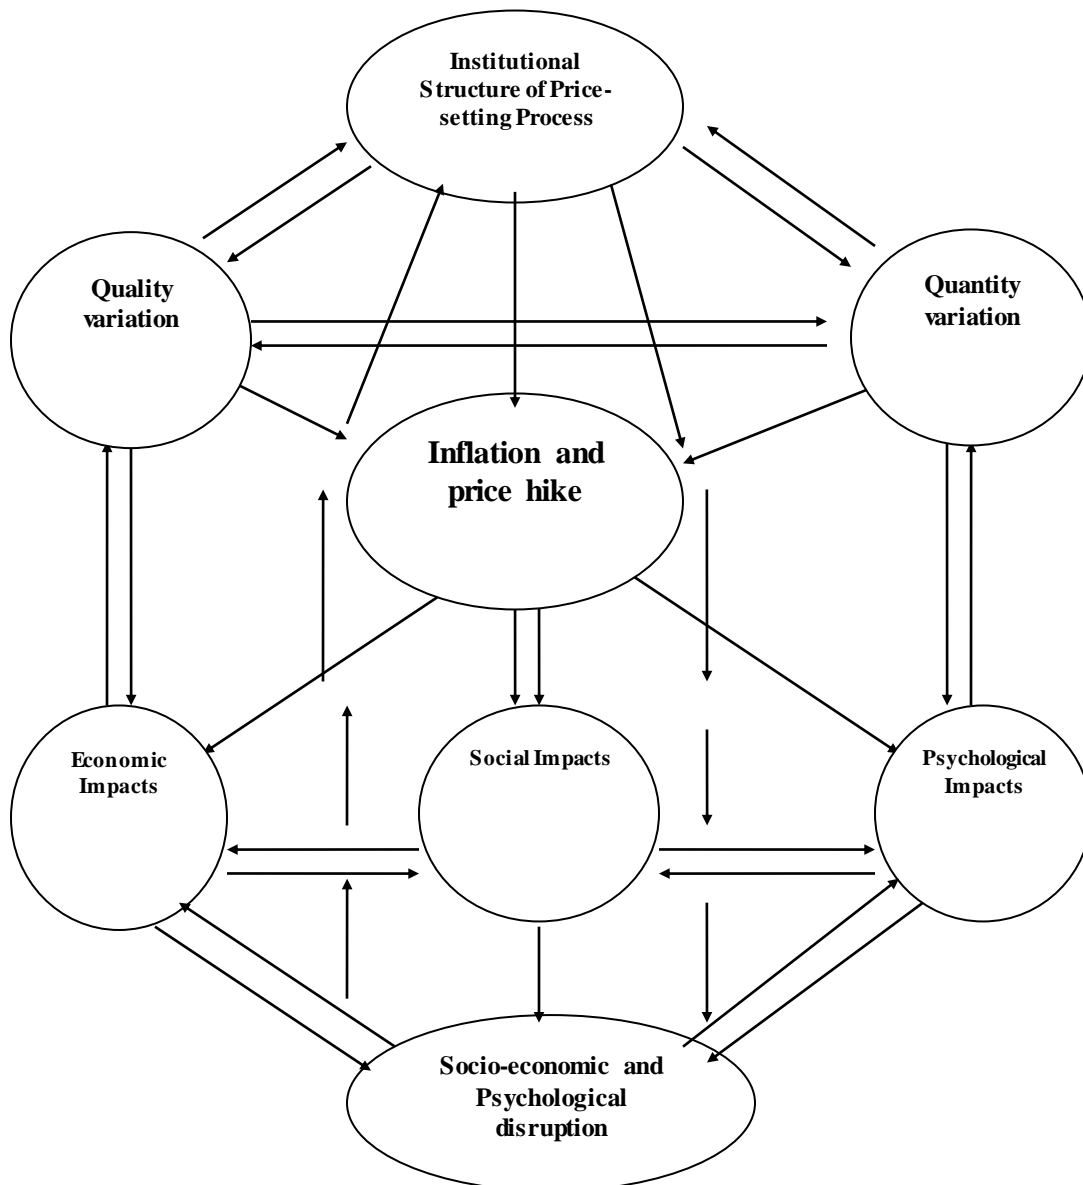 Institutional
Structure of Price-
setting Process
Quality
variation
Quantity
variation
Inflation and
price hike
Economic
Impacts
Social Impacts
Psychological
Impacts
Socio-economic and
Psychological
disruption